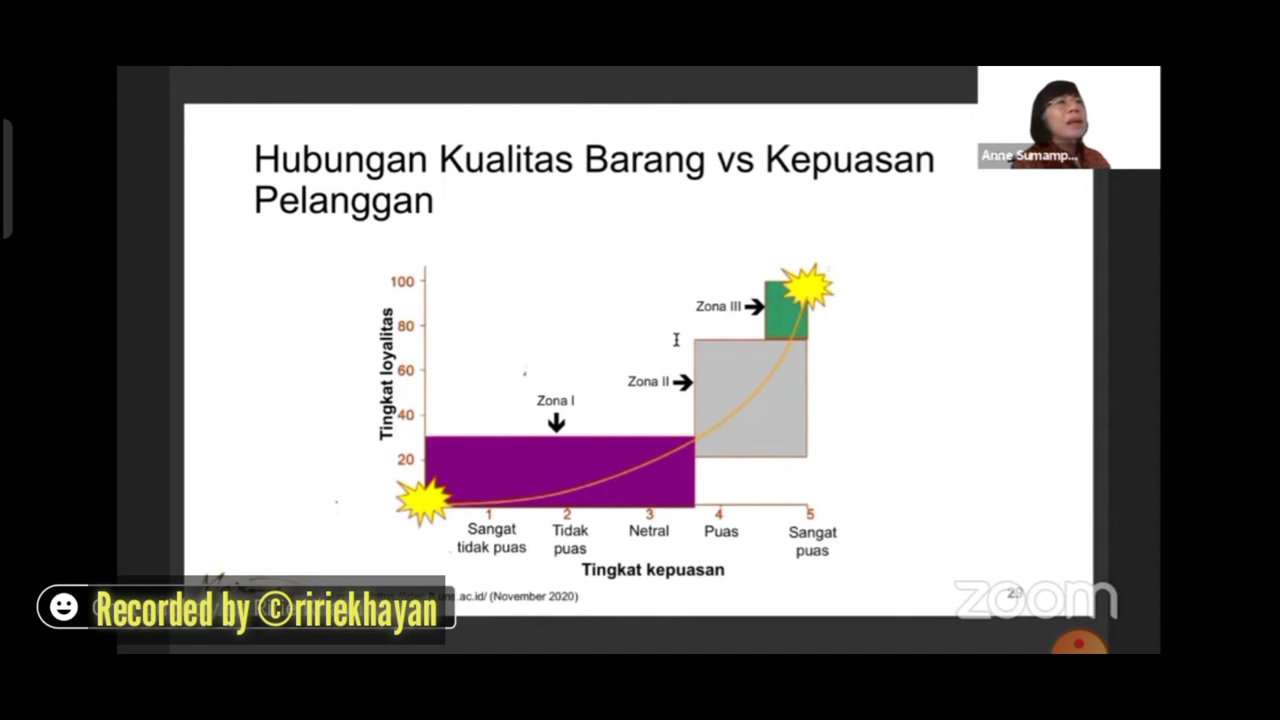 Hubungan Kualitas Barang vs Kepuasan
Pelanggan
Anne Sumamp...
100
80
60
40
20
Tingkat loyalitas
Zona III
Zona II
Zona I
1
2
3
4
5
Sangat
tidak puas
Tidak
puas
Netral
Puas
Sangat
puas
Tingkat kepuasan
.ac.id/ (November 2020)
zoom
Recorded by ©ririekhayan